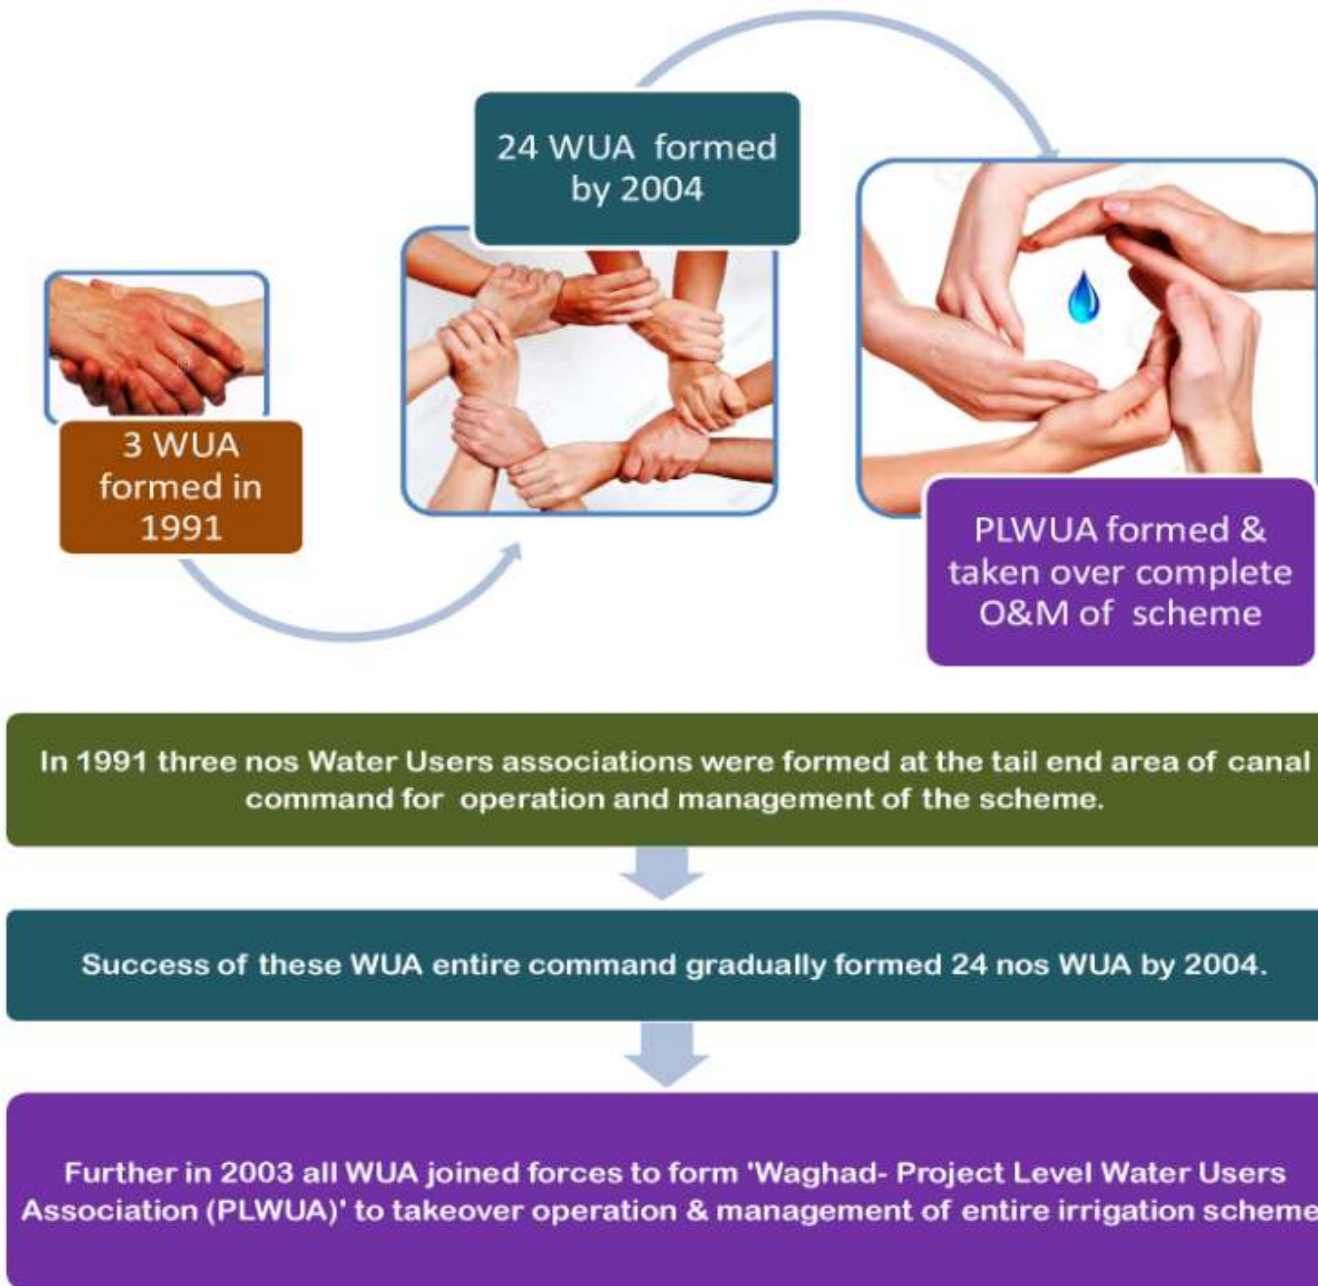 24 WUA formed
by 2004
3 WUA
formed in
1991
PLWUA formed &
taken over complete
O&M of scheme
In 1991 three nos Water Users associations were formed at the tail end area of canal
command for operation and management of the scheme.
Success of these WUA entire command gradually formed 24 nos WUA by 2004.
Further in 2003 all WUA joined forces to form 'Waghad- Project Level Water Users
Association (PLWUA)' to takeover operation & management of entire irrigation scheme